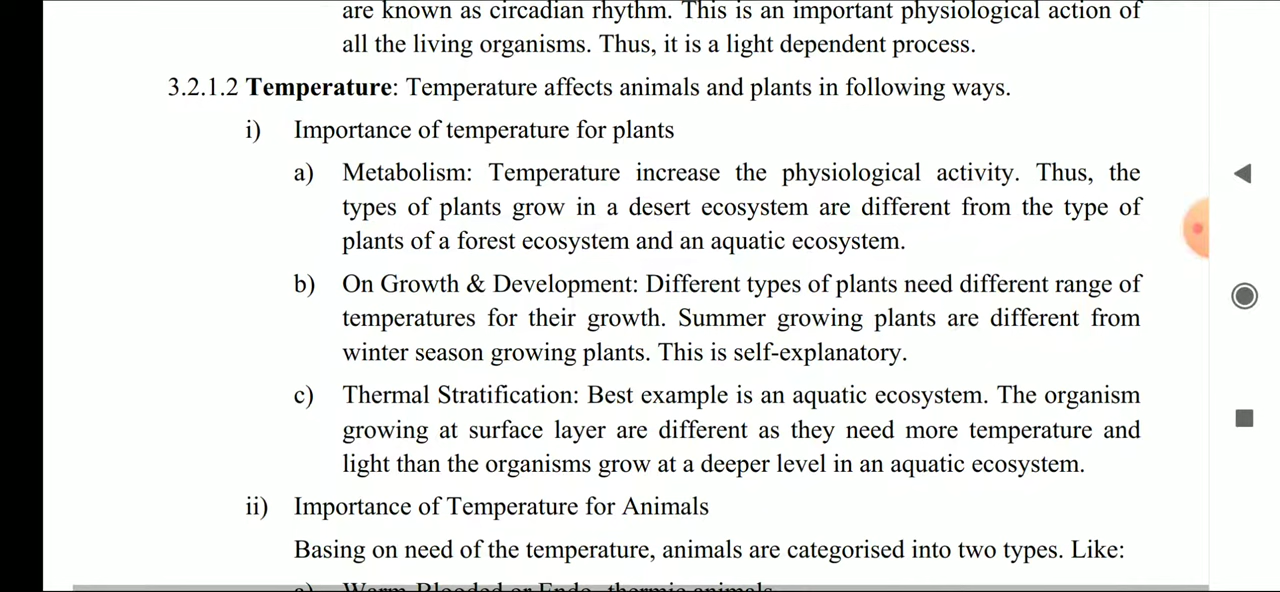 are known as circadian rhythm. This is an important physiological action of
all the living organisms. Thus, it is a light dependent process.
3.2.1.2 Temperature: Temperature affects animals and plants in following ways.
i) Importance of temperature for plants
a) Metabolism: Temperature increase the physiological activity. Thus, the
types of plants grow in a desert ecosystem are different from the type of
plants of a forest ecosystem and an aquatic ecosystem.
b) On Growth & Development: Different types of plants need different range of
temperatures for their growth. Summer growing plants are different from
winter season growing plants. This is self-explanatory.
c) Thermal Stratification: Best example is an aquatic ecosystem. The organism
growing at surface layer are different as they need more temperature and
light than the organisms grow at a deeper level in an aquatic ecosystem.
ii) Importance of Temperature for Animals
Basing on need of the temperature, animals are categorised into two types. Like:
a) Warm Blooded or Endo- thermic animals